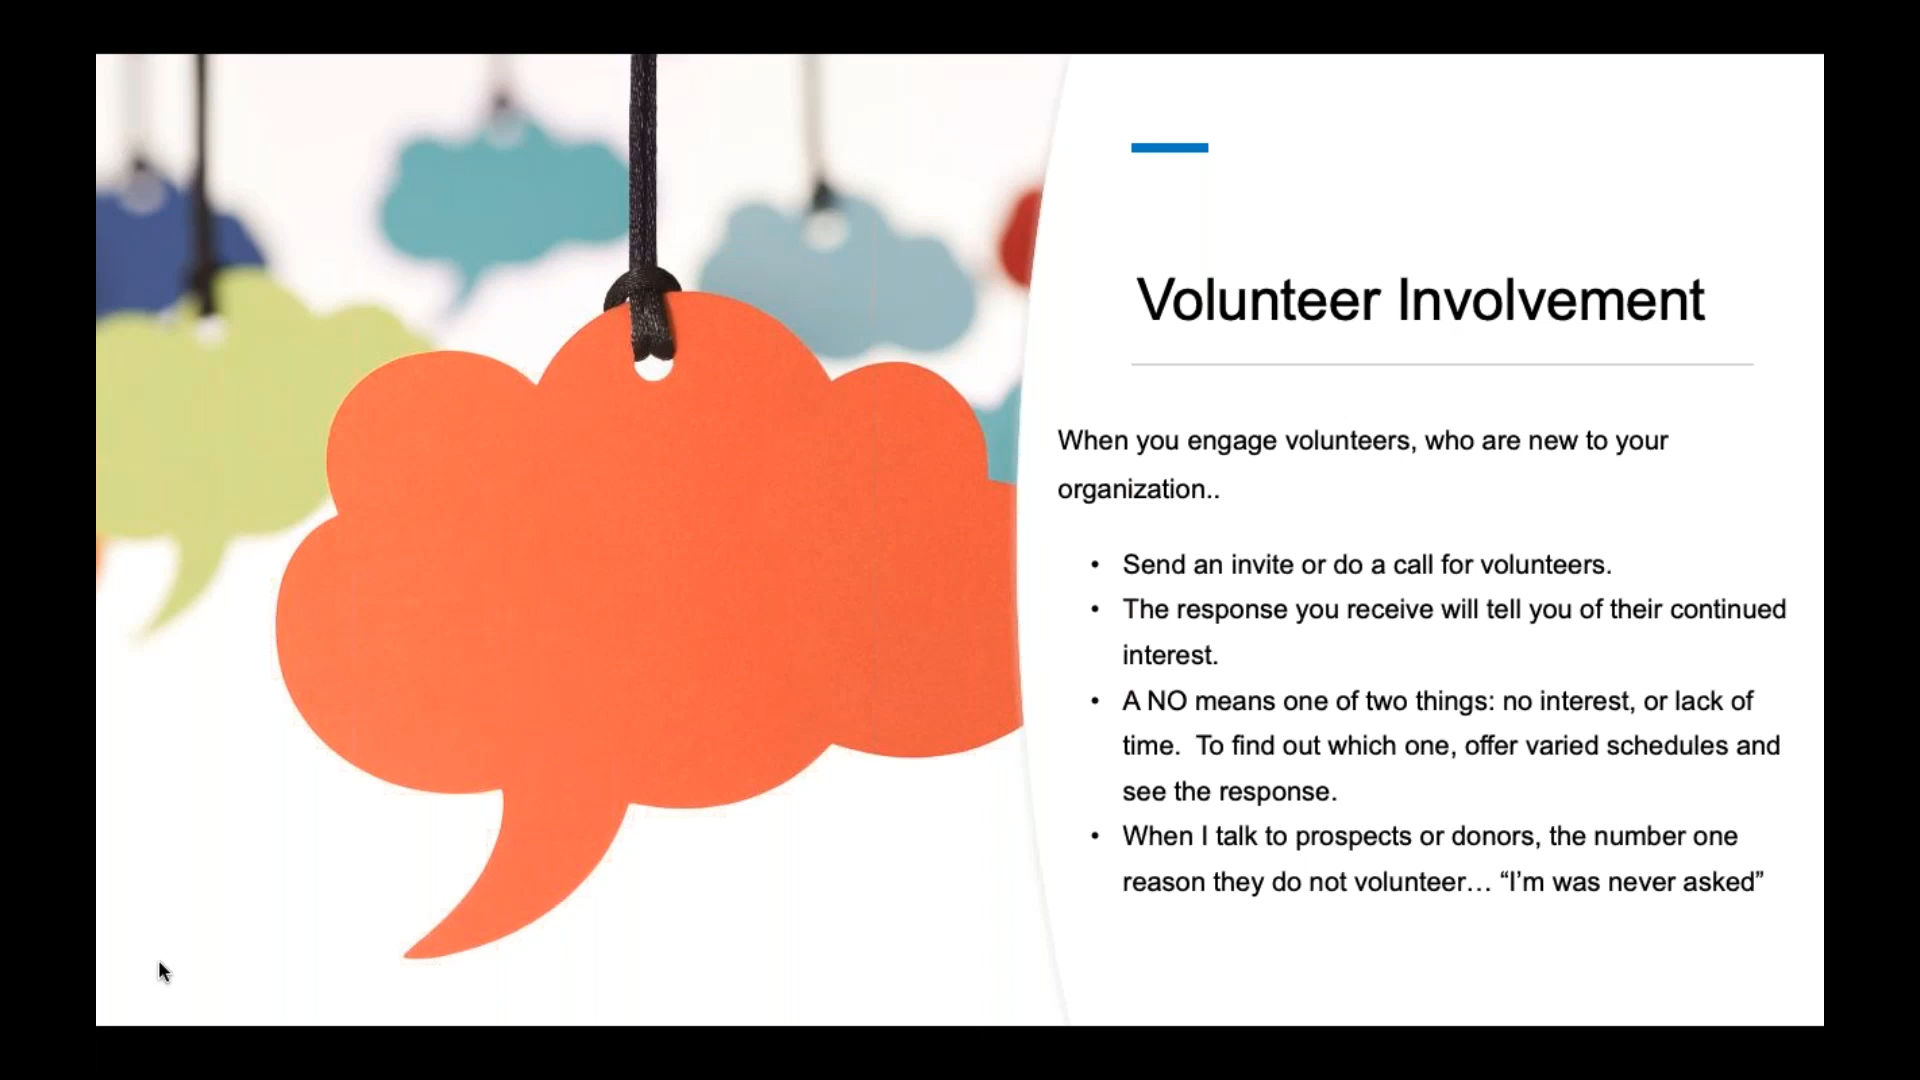 Volunteer Involvement
When you engage volunteers, who are new to your
organization..
• Send an invite or do a call for volunteers.
• The response you receive will tell you of their continued
interest.
• A NO means one of two things: no interest, or lack of
time.  To find out which one, offer varied schedules and
see the response.
• When I talk to prospects or donors, the number one
reason they do not volunteer… “I’m was never asked”